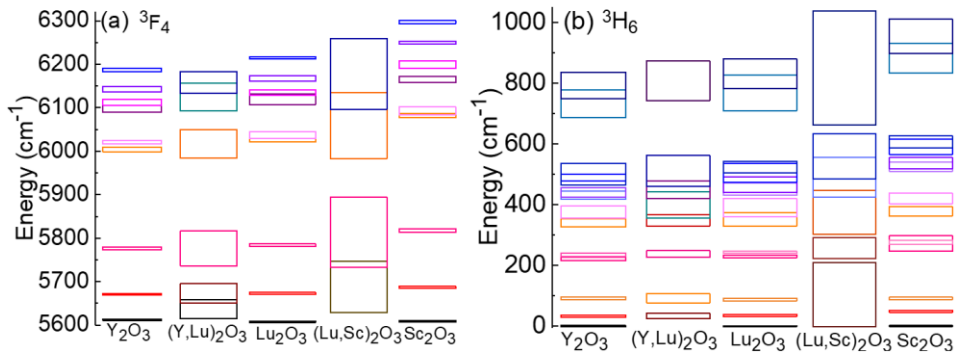 (a) ³F₄
Energy (cm⁻¹)
6300
6200
6100
6000
5900
5800
5700
5600
Y₂O₃ (Y,Lu)₂O₃ Lu₂O₃ (Lu,Sc)₂O₃ Sc₂O₃
(b) ³H₆
Energy (cm⁻¹)
1000
800
600
400
200
0
Y₂O₃ (Y,Lu)₂O₃ Lu₂O₃ (Lu,Sc)₂O₃ Sc₂O₃